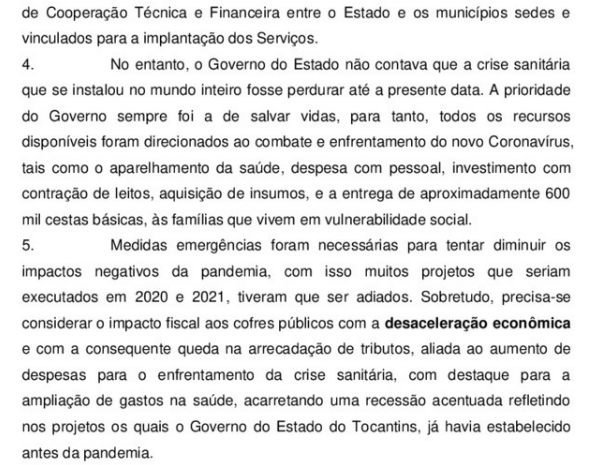 de Cooperação Técnica e Financeira entre o Estado e os municípios sedes e
vinculados para a implantação dos Serviços.
4. No entanto, o Governo do Estado não contava que a crise sanitária
que se instalou no mundo inteiro fosse perdurar até a presente data. A prioridade
do Governo sempre foi a de salvar vidas, para tanto, todos os recursos
disponíveis foram direcionados ao combate e enfrentamento do novo Coronavírus,
tais como o aparelhamento da saúde, despesa com pessoal, investimento com
contração de leitos, aquisição de insumos, e a entrega de aproximadamente 600
mil cestas básicas, às famílias que vivem em vulnerabilidade social.
5. Medidas emergências foram necessárias para tentar diminuir os
impactos negativos da pandemia, com isso muitos projetos que seriam
executados em 2020 e 2021, tiveram que ser adiados. Sobretudo, precisa-se
considerar o impacto fiscal aos cofres públicos com a desaceleração econômica
e com a consequente queda na arrecadação de tributos, aliada ao aumento de
despesas para o enfrentamento da crise sanitária, com destaque para a
ampliação de gastos na saúde, acarretando uma recessão acentuada refletindo
nos projetos os quais o Governo do Estado do Tocantins, já havia estabelecido
antes da pandemia.